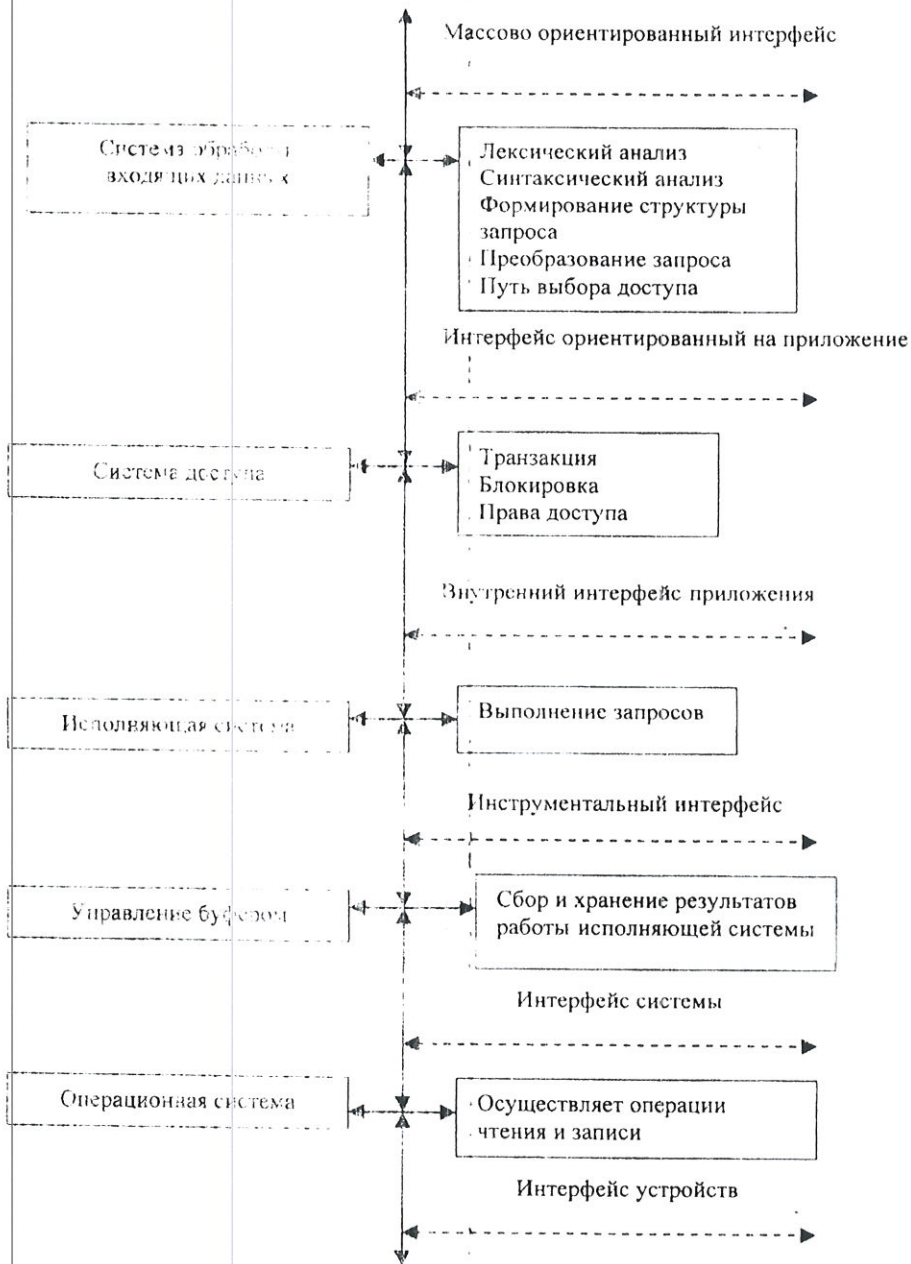 Массово ориентированный интерфейс
Система обработки
входящих данных
Лексический анализ
Синтаксический анализ
Формирование структуры
запроса
Преобразование запроса
Путь выбора доступа
Интерфейс ориентированный на приложение
Система доступа
Транзакция
Блокировка
Права доступа
Внутренний интерфейс приложения
Исполняющая система
Выполнение запросов
Инструментальный интерфейс
Управление буфером
Сбор и хранение результатов
работы исполняющей системы
Интерфейс системы
Операционная система
Осуществляет операции
чтения и записи
Интерфейс устройств